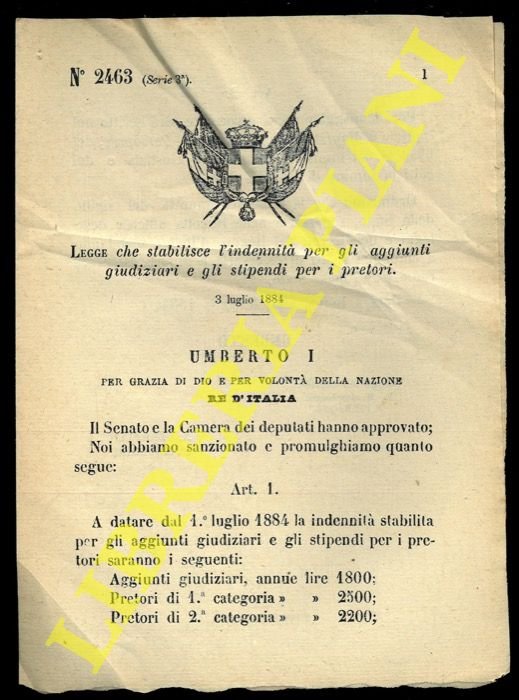 N° 2463 (Serie 3ª). 1
LEGGE che stabilisce l'indennità per gli aggiunti
giudiziari e gli stipendi per i pretori.
3 luglio 1884
UMBERTO I
PER GRAZIA DI DIO E PER VOLONTÀ DELLA NAZIONE
RE D'ITALIA
Il Senato e la Camera dei deputati hanno approvato;
Noi abbiamo sanzionato e promulghiamo quanto
segue:
Art. 1.
A datare dal 1.° luglio 1884 la indennità stabilita
per gli aggiunti giudiziari e gli stipendi per i pre-
tori saranno i seguenti:
Aggiunti giudiziari, annue lire 1800;
Pretori di 1.ª categoria » » 2500;
Pretori di 2.ª categoria » » 2200;
LIBRERIA PIANI